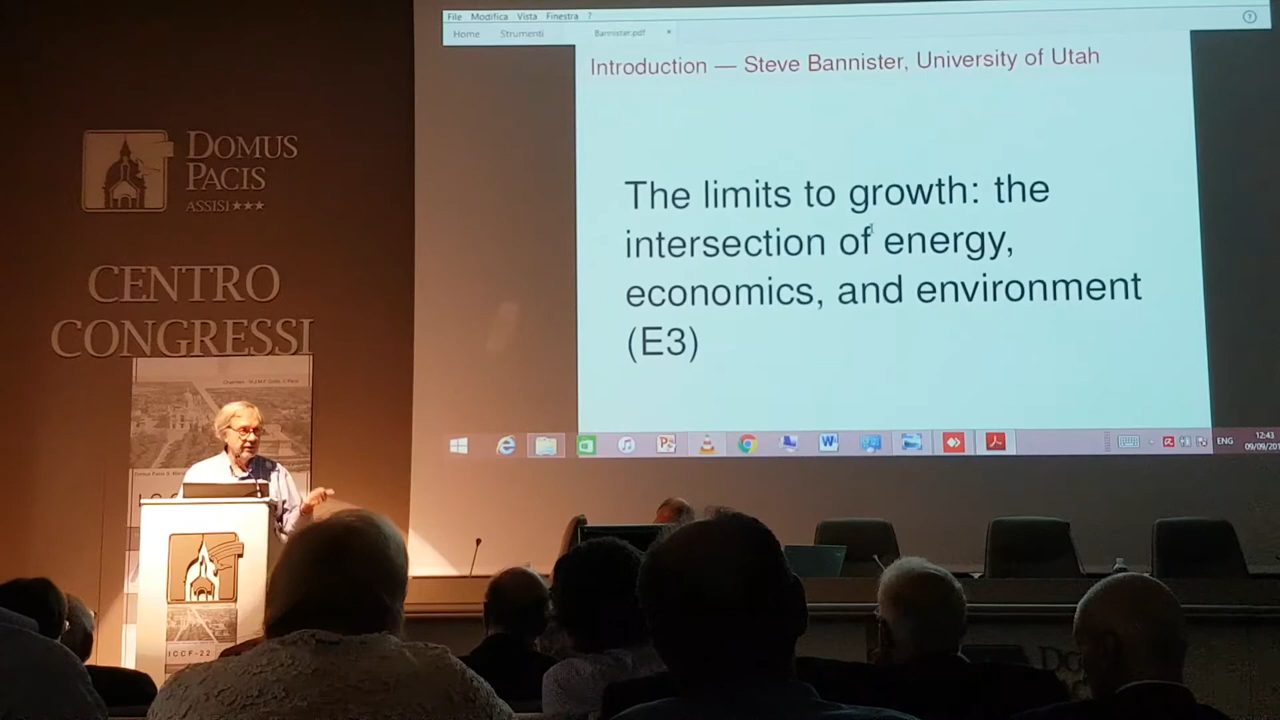 File Modifica Vista Finestra ?
Home Strumenti Bannister.pdf ×
Introduction — Steve Bannister, University of Utah
The limits to growth: the
intersection of energy,
economics, and environment
(E3)
12:43
ENG
DOMUS
PACIS
ASSISI★★★
CENTRO
CONGRESSI
ICCF-22